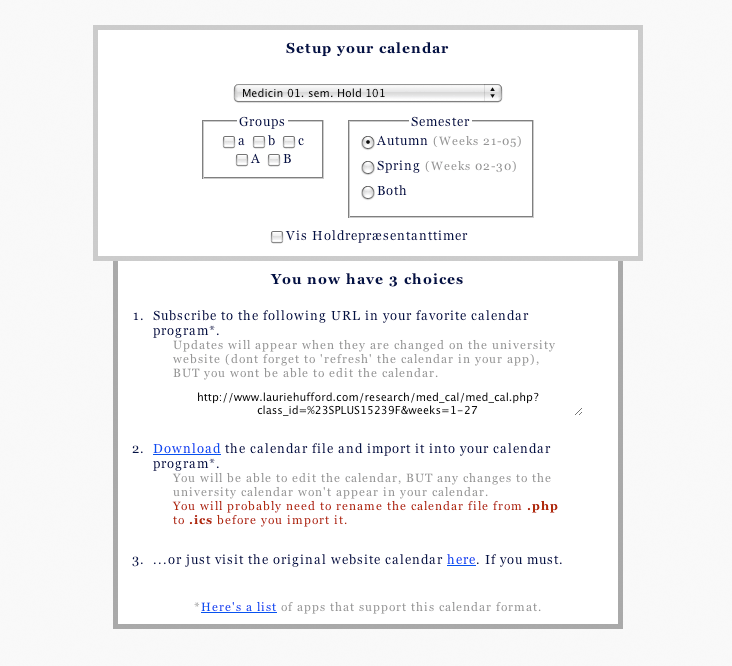 Setup your calendar
Medicin 01. sem. Hold 101
Groups
a b c
A B
Semester
Autumn (Weeks 21-05)
Spring (Weeks 02-30)
Both
Vis Holdrepræsentanttimer
You now have 3 choices
1. Subscribe to the following URL in your favorite calendar
program*.
Updates will appear when they are changed on the university
website (dont forget to 'refresh' the calendar in your app),
BUT you wont be able to edit the calendar.
http://www.lauriehufford.com/research/med_cal/med_cal.php?
class_id=%23SPLUS15239F&weeks=1-27
2. Download the calendar file and import it into your calendar
program*.
You will be able to edit the calendar, BUT any changes to the
university calendar won't appear in your calendar.
You will probably need to rename the calendar file from .php
to .ics before you import it.
3. ...or just visit the original website calendar here. If you must.
*Here's a list of apps that support this calendar format.